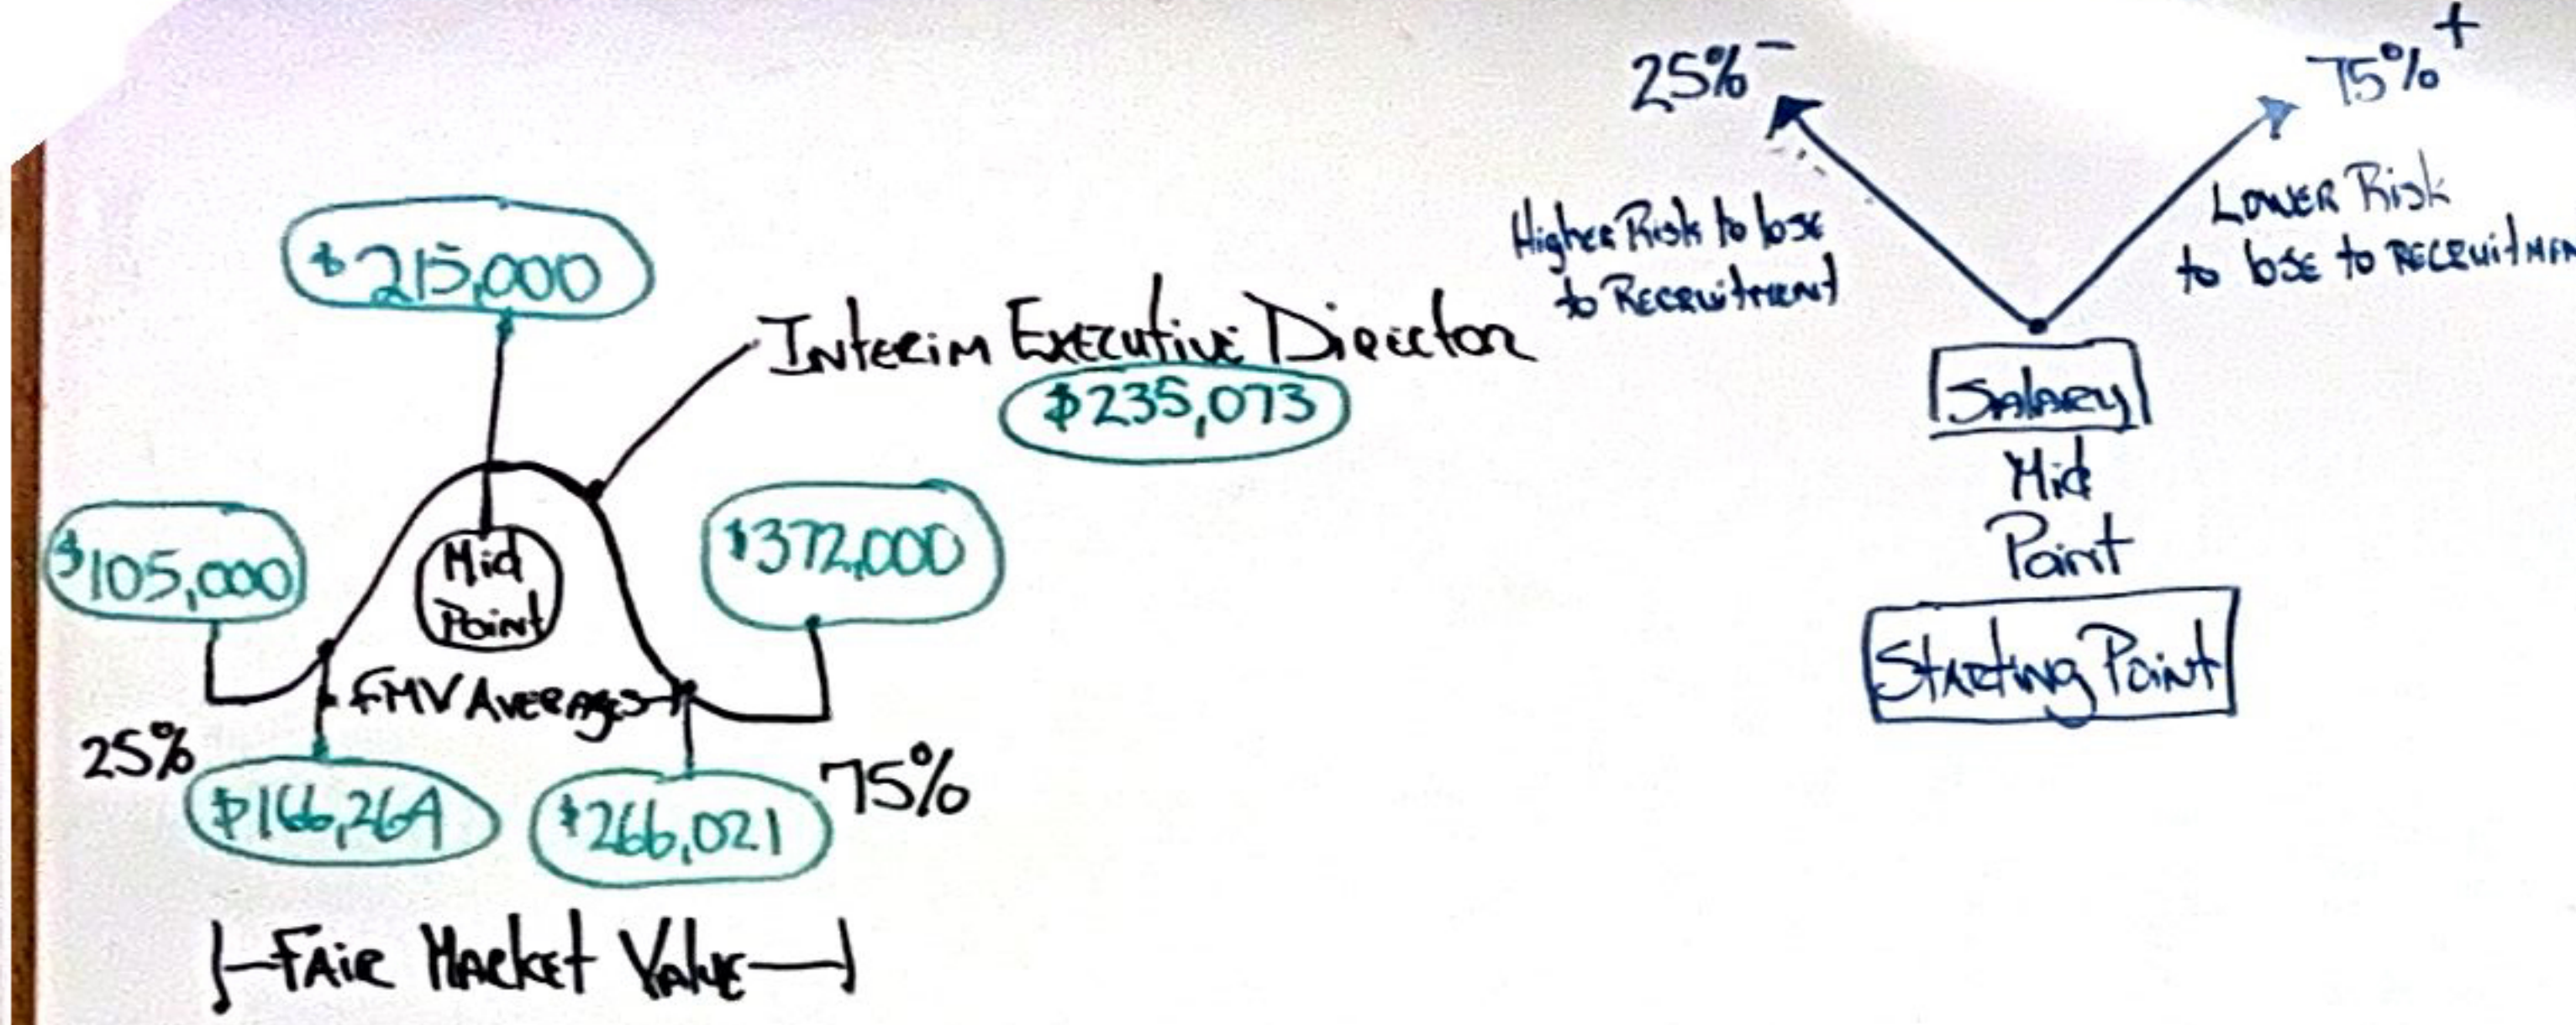 $215,000
Interim Executive Director
$235,073
$105,000
Mid
Point
$372,000
FMV Averages
25%
$166,264
$266,021
75%
Fair Market Value
25% -
75% +
Higher Risk to lose
to Recruitment
Lower Risk
to lose to
Salary
Mid
Point
Starting Point